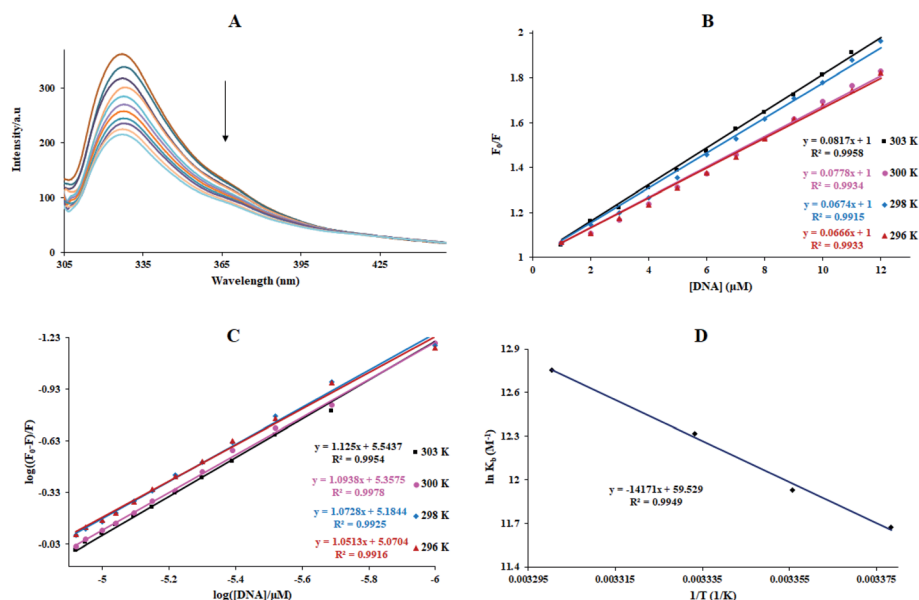 A
Intensity/a.u
300
200
100
0
305
335
365
395
425
Wavelength (nm)
B
F0/F
2
1.8
1.6
1.4
1.2
1
0
2
4
6
8
10
12
[DNA] (µM)
y = 0.0817x + 1
R² = 0.9958
303 K
y = 0.0778x + 1
R² = 0.9934
300 K
y = 0.0674x + 1
R² = 0.9915
298 K
y = 0.0666x + 1
R² = 0.9933
296 K
C
log((F0-F)/F)
-1.23
-0.93
-0.63
-0.33
-0.03
-5
-5.2
-5.4
-5.6
-5.8
-6
log([DNA]/µM)
y = 1.125x + 5.5437
R² = 0.9954
303 K
y = 1.0938x + 5.3575
R² = 0.9978
300 K
y = 1.0728x + 5.1844
R² = 0.9925
298 K
y = 1.0513x + 5.0704
R² = 0.9916
296 K
D
ln Kb (M-1)
12.9
12.6
12.3
12
11.7
11.4
0.003295
0.003315
0.003335
0.003355
0.003375
1/T (1/K)
y = -14171x + 59.529
R² = 0.9949